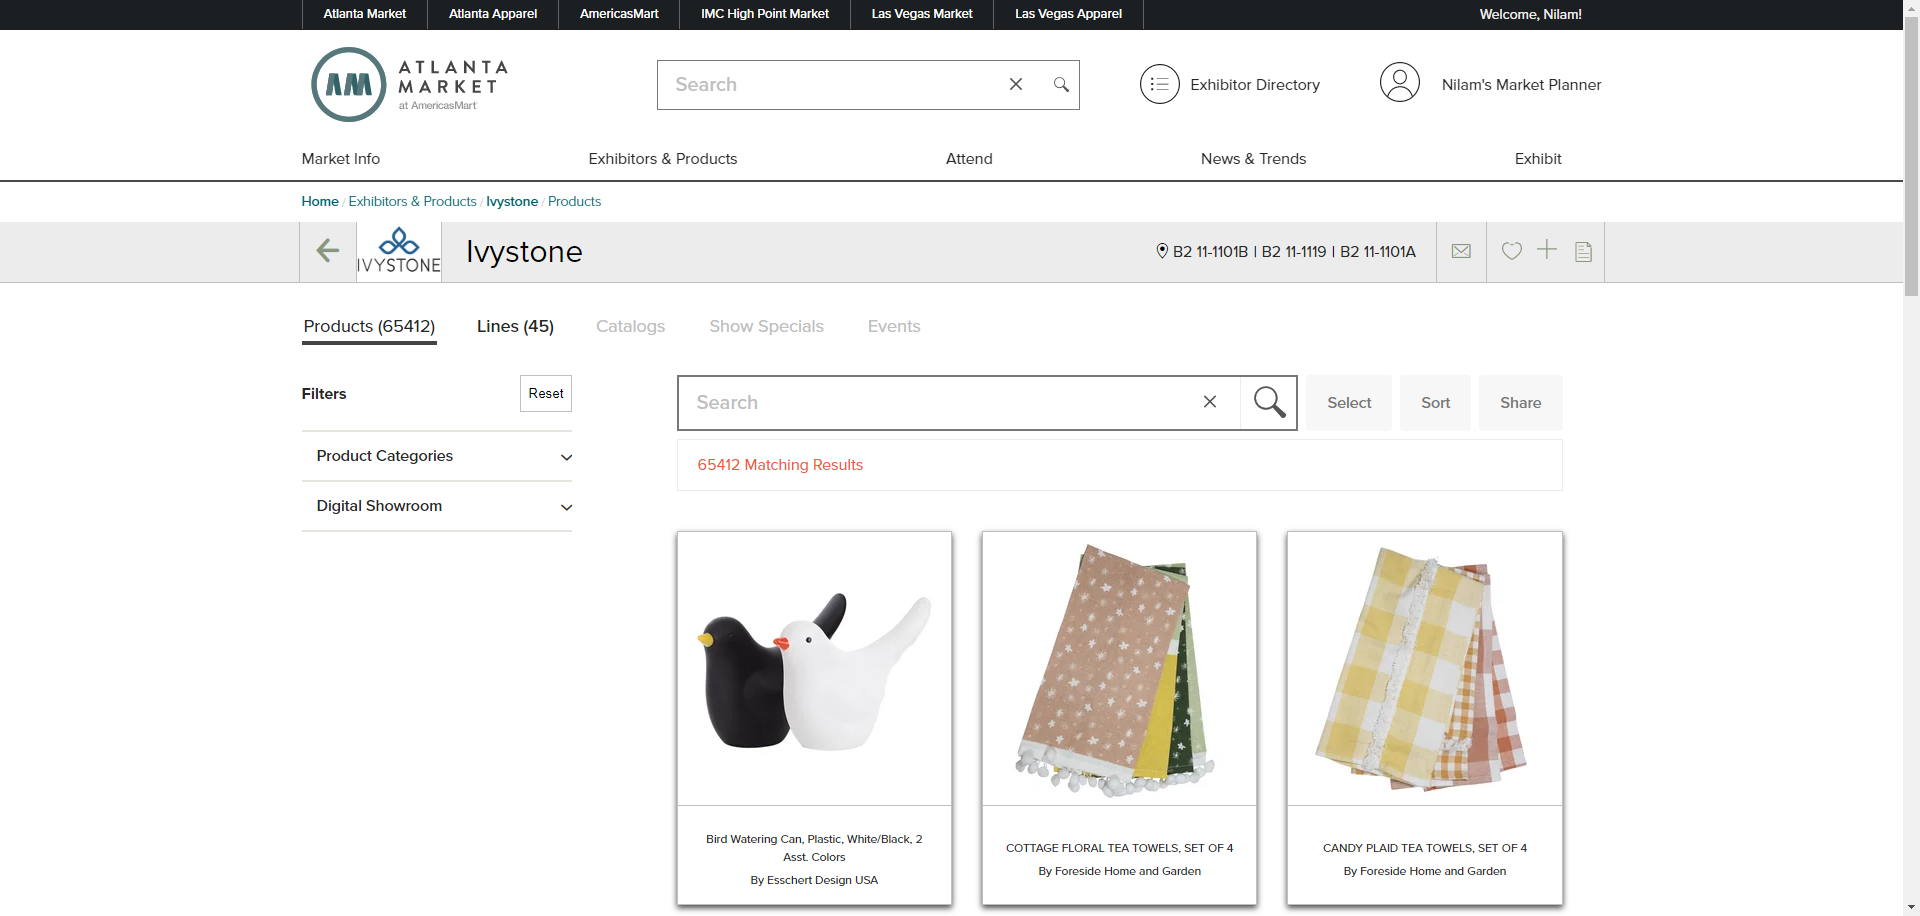 Atlanta Market
Atlanta Apparel
AmericasMart
IMC High Point Market
Las Vegas Market
Las Vegas Apparel
Welcome, Nilam!
AM
ATLANTA
MARKET
at AmericasMart
Search
Exhibitor Directory
Nilam's Market Planner
Market Info
Exhibitors & Products
Attend
News & Trends
Exhibit
Home / Exhibitors & Products / Ivystone / Products
IVYSTONE
Ivystone
B2 11-1101B | B2 11-1119 | B2 11-1101A
Products (65412)
Lines (45)
Catalogs
Show Specials
Events
Filters
Reset
Search
Select
Sort
Share
Product Categories
65412 Matching Results
Digital Showroom
Bird Watering Can, Plastic, White/Black, 2
Asst. Colors
By Esschert Design USA
COTTAGE FLORAL TEA TOWELS, SET OF 4
By Foreside Home and Garden
CANDY PLAID TEA TOWELS, SET OF 4
By Foreside Home and Garden